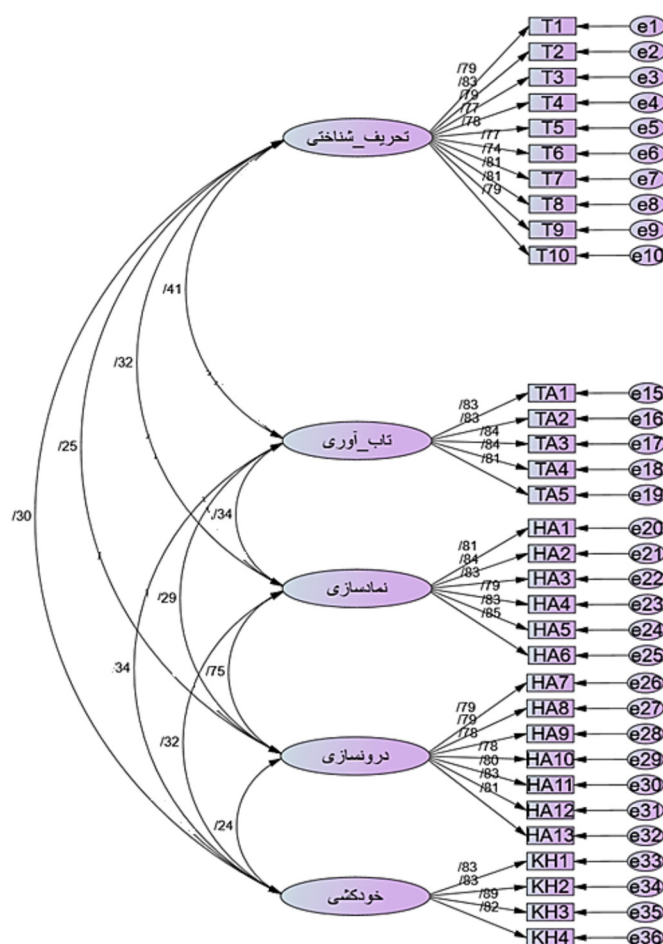 T1
e1
T2
e2
T3
e3
T4
e4
T5
e5
T6
e6
T7
e7
T8
e8
T9
e9
T10
e10
/79
/83
/79
/77
/78
/77
/74
/81
/81
/79
تحریف_شناختی
/41
/32
/25
/30
TA1
e15
TA2
e16
TA3
e17
TA4
e18
TA5
e19
/83
/83
/84
/84
/81
تاب_آوری
/34
/29
34
HA1
e20
HA2
e21
HA3
e22
HA4
e23
HA5
e24
HA6
e25
/81
/84
/83
/79
/83
/85
نمادسازی
/75
/32
HA7
e26
HA8
e27
HA9
e28
HA10
e29
HA11
e30
HA12
e31
HA13
e32
/79
/79
/78
/78
/80
/83
/81
درونسازی
/24
KH1
e33
KH2
e34
KH3
e35
KH4
e36
/83
/83
/89
/82
خودکشی